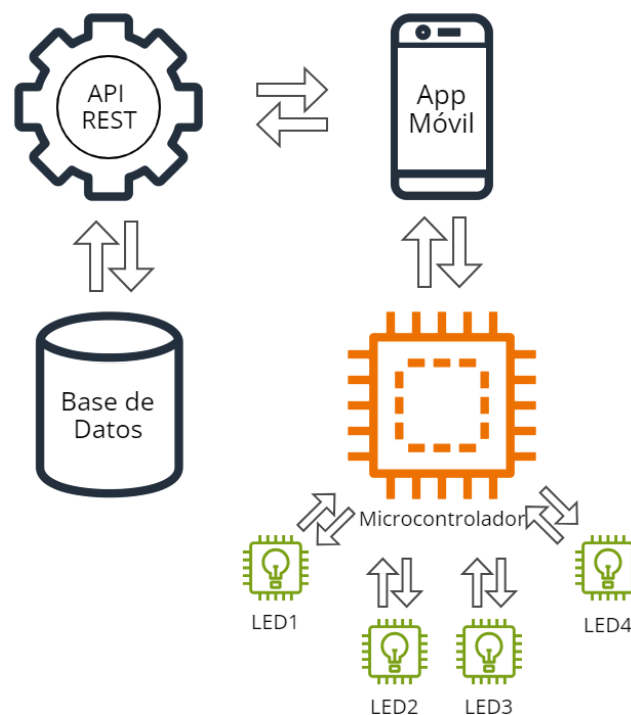 API
REST
App
Móvil
Base de
Datos
Microcontrolador
LED1
LED2
LED3
LED4